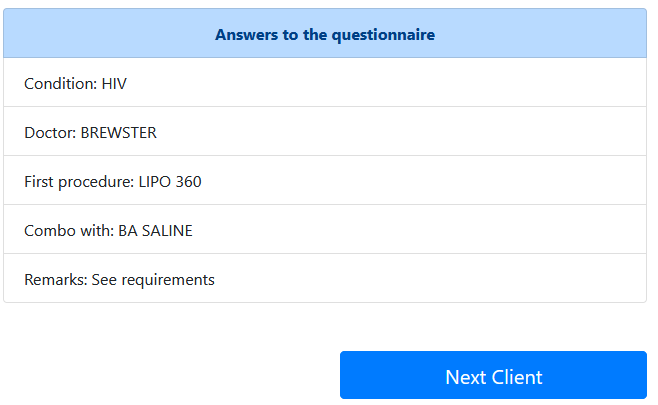 Answers to the questionnaire
Condition: HIV
Doctor: BREWSTER
First procedure: LIPO 360
Combo with: BA SALINE
Remarks: See requirements
Next Client